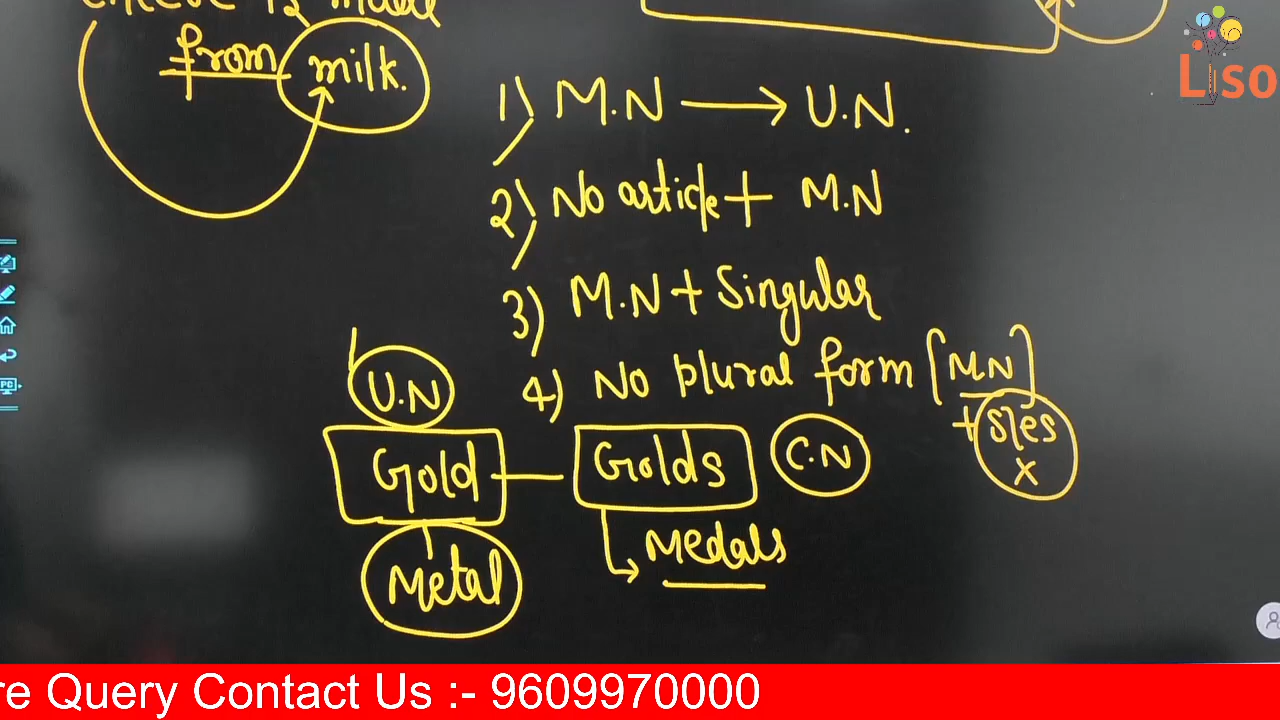 from milk.
1) M.N → U.N.
2) No article + M.N
3) M.N + Singular
4) No plural form [M.N]
+ s/es
x
U.N
Gold — Golds C.N
Metal
Medals
Liso
re Query Contact Us :- 9609970000
PC